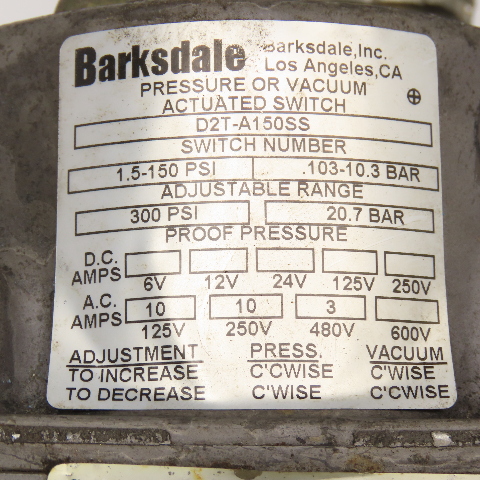 Barksdale Barksdale,Inc.
Los Angeles,CA
PRESSURE OR VACUUM
ACTUATED SWITCH
D2T-A150SS
SWITCH NUMBER
1.5-150 PSI .103-10.3 BAR
ADJUSTABLE RANGE
300 PSI 20.7 BAR
PROOF PRESSURE
D.C.
AMPS
6V 12V 24V 125V 250V
A.C.
AMPS 10 10 3
125V 250V 480V 600V
ADJUSTMENT PRESS. VACUUM
TO INCREASE C'CWISE C'WISE
TO DECREASE C'WISE C'CWISE